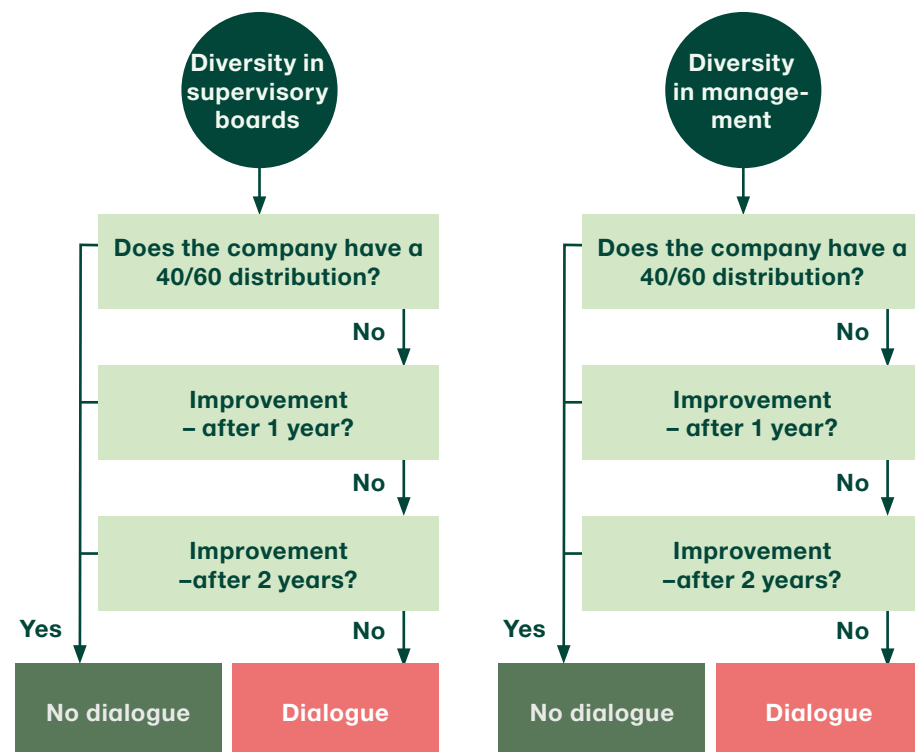 Diversity in
supervisory
boards
Does the company have a
40/60 distribution?
No
Improvement
– after 1 year?
No
Improvement
–after 2 years?
Yes
No
No dialogue
Dialogue
Diversity
in manage-
ment
Does the company have a
40/60 distribution?
No
Improvement
– after 1 year?
No
Improvement
–after 2 years?
Yes
No
No dialogue
Dialogue